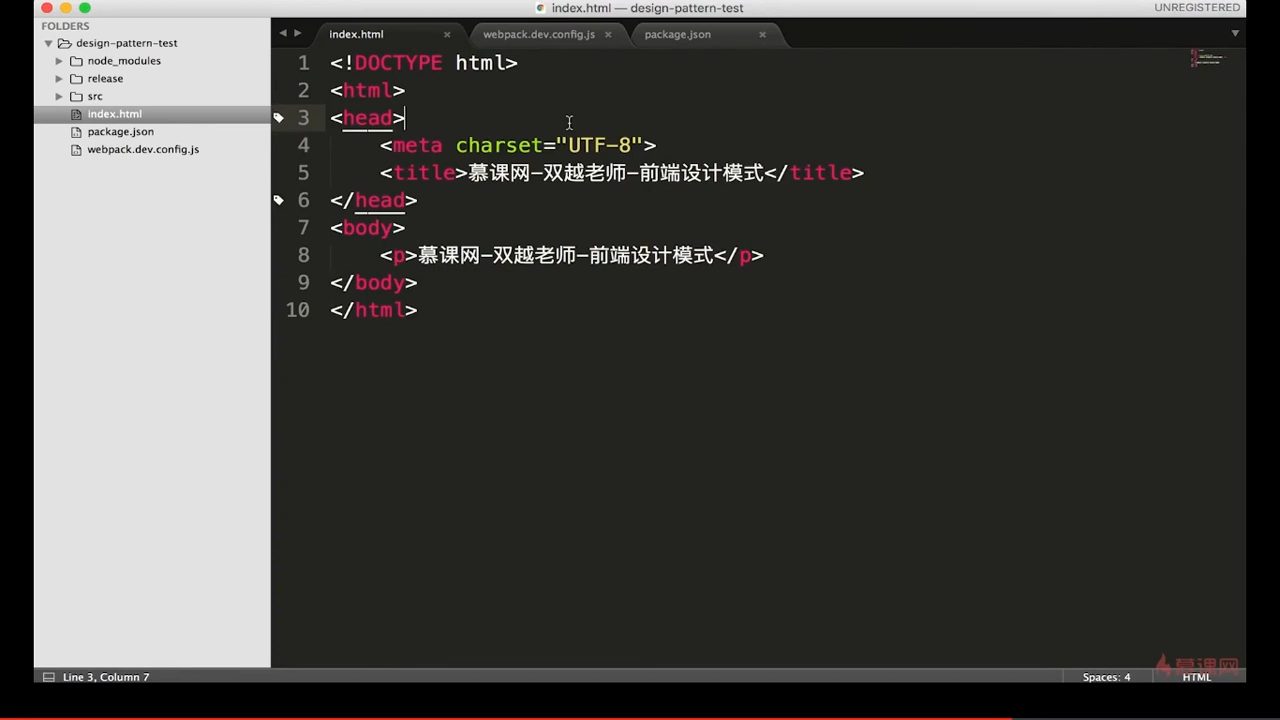 index.html — design-pattern-test
UNREGISTERED
FOLDERS
design-pattern-test
node_modules
release
src
index.html
package.json
webpack.dev.config.js
index.html ×
webpack.dev.config.js ×
package.json ×
1 <!DOCTYPE html>
2 <html>
3 <head>
4 <meta charset="UTF-8">
5 <title>慕课网-双越老师-前端设计模式</title>
6 </head>
7 <body>
8 <p>慕课网-双越老师-前端设计模式</p>
9 </body>
10 </html>
慕课网
Line 3, Column 7
Spaces: 4
HTML